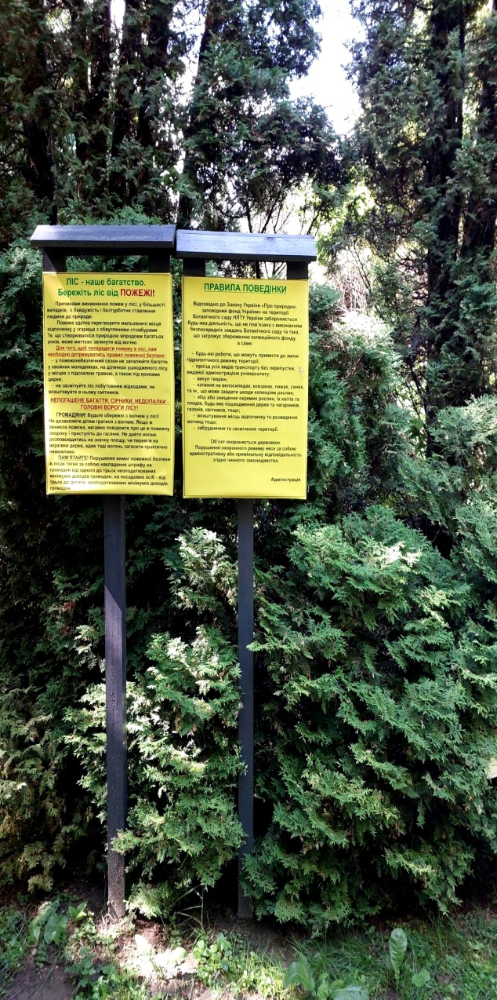 ЛІС - наше багатство.
Бережіть ліс від ПОЖЕЖІ!
Причинами виникнення пожеж у лісі, у більшості
випадків, є байдужість і безтурботне ставлення
людини до природи.
Пожежа здатна перетворити мальовничі місця
відпочинку у згарища з обвугленими стовбурами.
Те, що створювалося природою впродовж багатьох
років, може миттєво загинути від вогню.
Для того, щоб попередити пожежу в лісі, нам
необхідно дотримуватись правил пожежної безпеки:
- у пожежонебезпечний сезон не запалюйте багаття
у хвойних молодняках, на ділянках ушкодженого лісу,
у місцях з підсохлою травою, а також під кронами
дерев;
- не засмічуйте ліс побутовими відходами, не
влаштовуйте в ньому смітників.
НЕПОГАШЕНЕ БАГАТТЯ, СІРНИКИ, НЕДОПАЛКИ -
ГОЛОВНІ ВОРОГИ ЛІСУ!
ГРОМАДЯНИ! Будьте обережні з вогнем у лісі!
Не дозволяйте дітям гратися з вогнем. Якщо ж
виникла пожежа, негайно повідомте про це в пожежну
охорону і приступіть до гасіння. Не дайте вогню
розповсюдитись на значну площу, чи перейти на
верхівки дерев, адже тоді вогонь загасити практично
неможливо.
ПАМ'ЯТАЙТЕ! Порушення вимог пожежної безпеки
в лісах тягне за собою накладення штрафу на
громадян від одного до трьох неоподаткованих
мінімумів доходів громадян, на посадових осіб - від
трьох до десяти неоподаткованих мінімумів доходів
громадян.
ПРАВИЛА ПОВЕДІНКИ
Відповідно до Закону України «Про природно-
заповідний фонд України» на території
Ботанічного саду НЛТУ України забороняється
будь-яка діяльність, що не пов'язана з виконанням
безпосередніх завдань Ботанічного саду та така,
що загрожує збереженню колекційного фонду,
а саме:
- будь-які роботи, що можуть привести до зміни
гідрологічного режиму території;
- проїзд усіх видів транспорту без перепустки,
виданої адміністрацією університету;
- вигул тварин;
- катання на велосипедах, ковзанах, лижах, санях,
та ін., що може завдати шкоди колекціям рослин;
- збір або знищення окремих рослин, їх квітів та
плодів, будь-яке пошкодження дерев та чагарників,
газонів, квітників, тощо;
- влаштування місць відпочинку та розведення
вогнищ тощо;
- забруднення та засмічення території.
Об'єкт охороняється державою.
Порушення охоронного режиму несе за собою
адміністративну або кримінальну відповідальність
згідно чинного законодавства.
Адміністрація